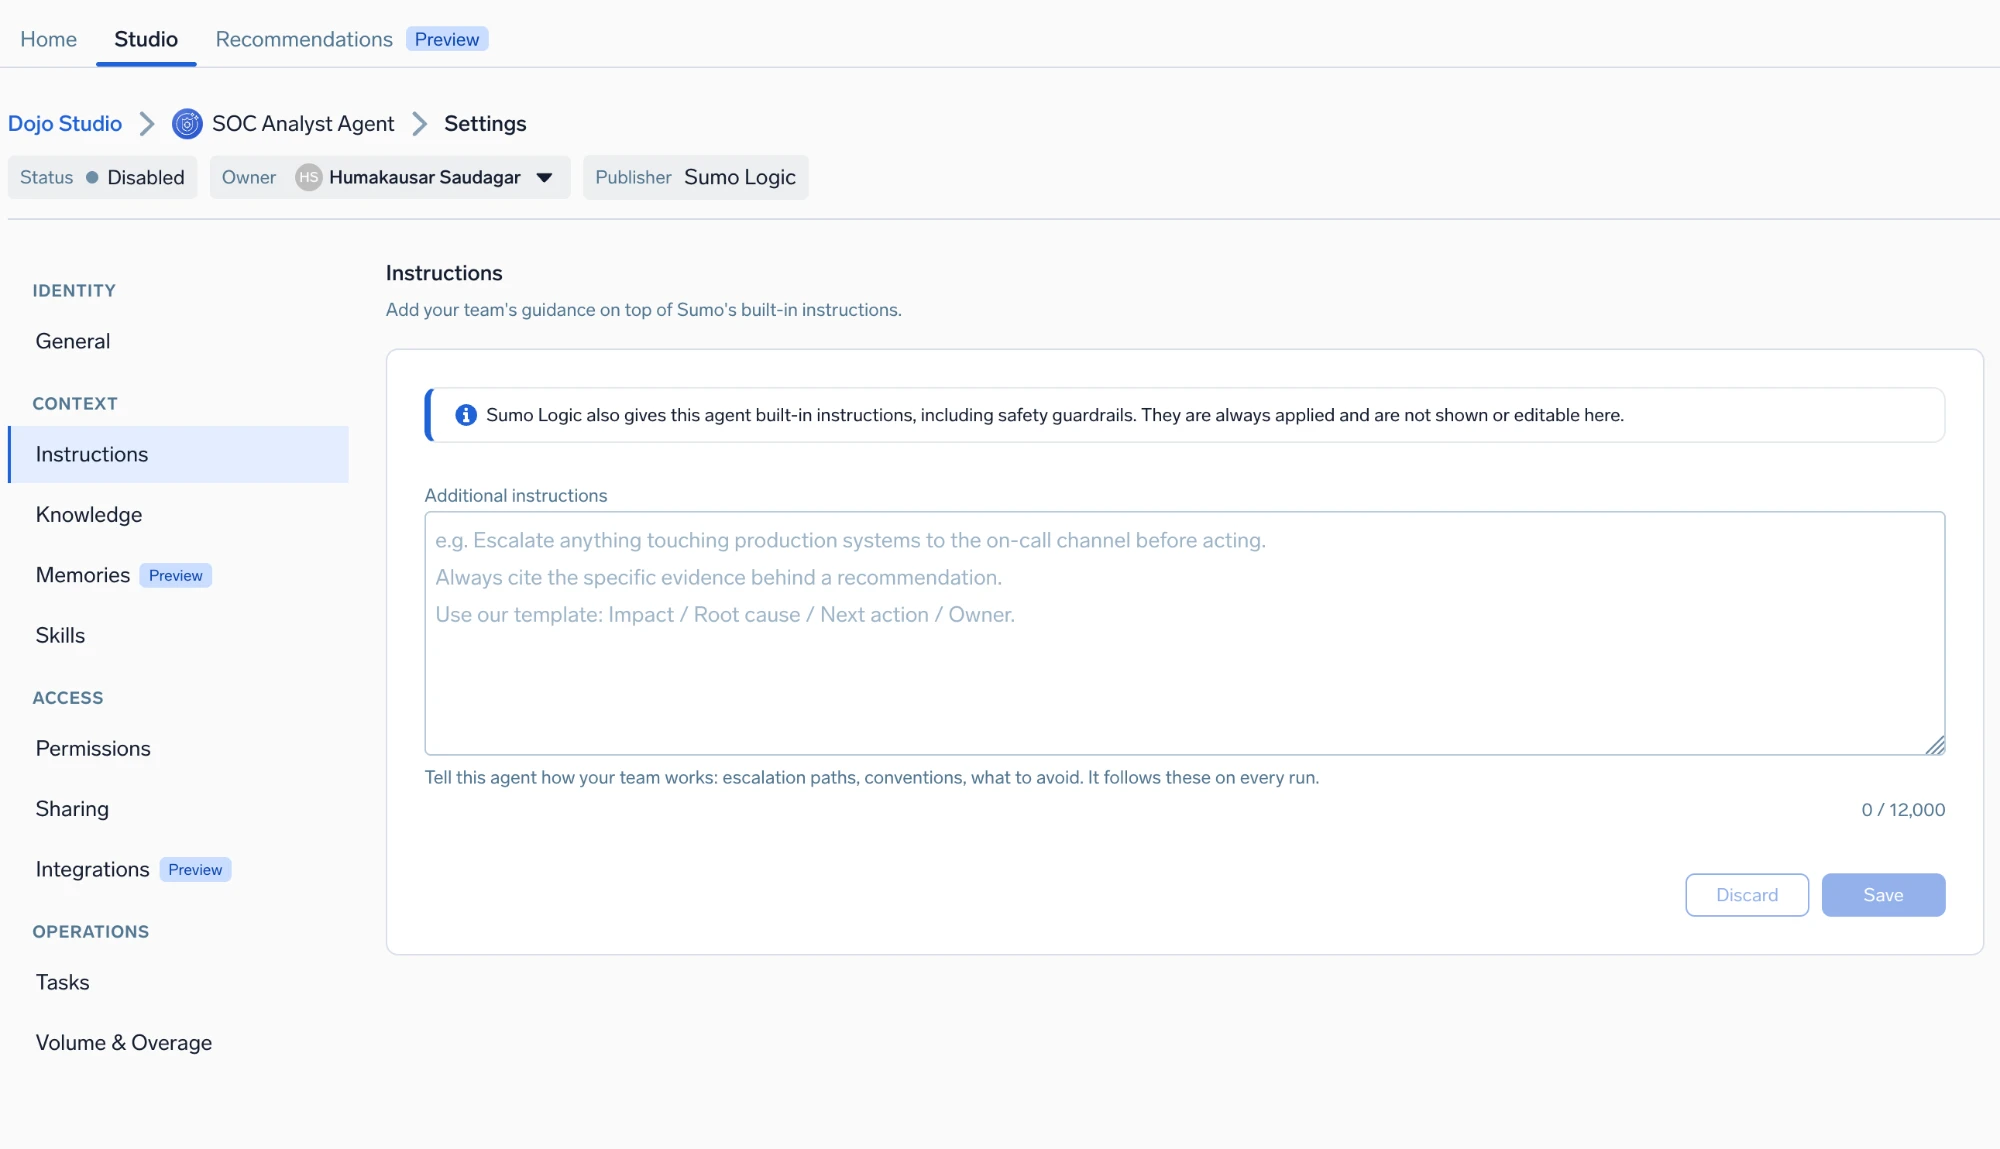 Home Studio Recommendations Preview
Dojo Studio SOC Analyst Agent Settings
Status Disabled Owner HS Humakausar Saudagar Publisher Sumo Logic
IDENTITY
General
CONTEXT
Instructions
Knowledge
Memories Preview
Skills
ACCESS
Permissions
Sharing
Integrations Preview
OPERATIONS
Tasks
Volume & Overage
Instructions
Add your team's guidance on top of Sumo's built-in instructions.
Sumo Logic also gives this agent built-in instructions, including safety guardrails. They are always applied and are not shown or editable here.
Additional instructions
e.g. Escalate anything touching production systems to the on-call channel before acting.
Always cite the specific evidence behind a recommendation.
Use our template: Impact / Root cause / Next action / Owner.
Tell this agent how your team works: escalation paths, conventions, what to avoid. It follows these on every run.
0 / 12,000
Discard Save